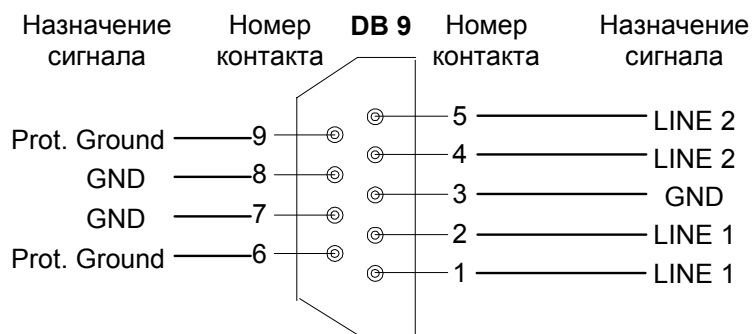 Назначение сигнала Номер контакта DB 9 Номер контакта Назначение сигнала
5 LINE 2
Prot. Ground 9
4 LINE 2
GND 8
3 GND
GND 7
2 LINE 1
Prot. Ground 6
1 LINE 1